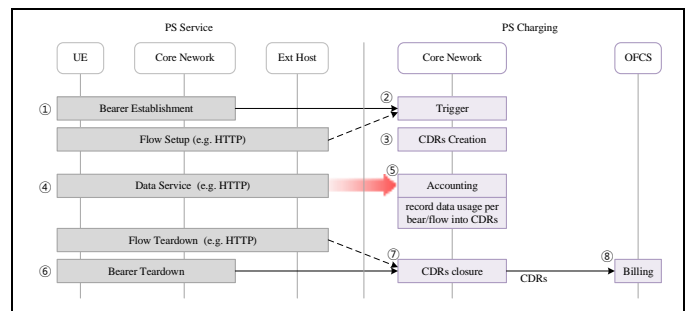 PS Service
PS Charging
UE
Core Nework
Ext Host
Core Nework
OFCS
① Bearer Establishment
② Trigger
Flow Setup (e.g. HTTP)
③ CDRs Creation
④ Data Service (e.g. HTTP)
⑤ Accounting
record data usage per
bear/flow into CDRs
Flow Teardown (e.g. HTTP)
⑥ Bearer Teardown
⑦ CDRs closure
CDRs
⑧ Billing